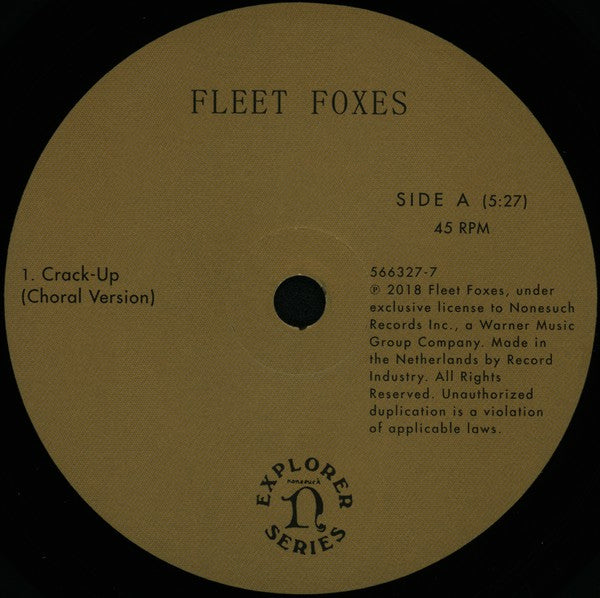 FLEET FOXES
SIDE A (5:27)
45 RPM
1. Crack-Up
(Choral Version)
566327-7
℗ 2018 Fleet Foxes, under
exclusive license to Nonesuch
Records Inc., a Warner Music
Group Company. Made in
the Netherlands by Record
Industry. All Rights
Reserved. Unauthorized
duplication is a violation
of applicable laws.
EXPLORER
nonesuch
n
SERIES